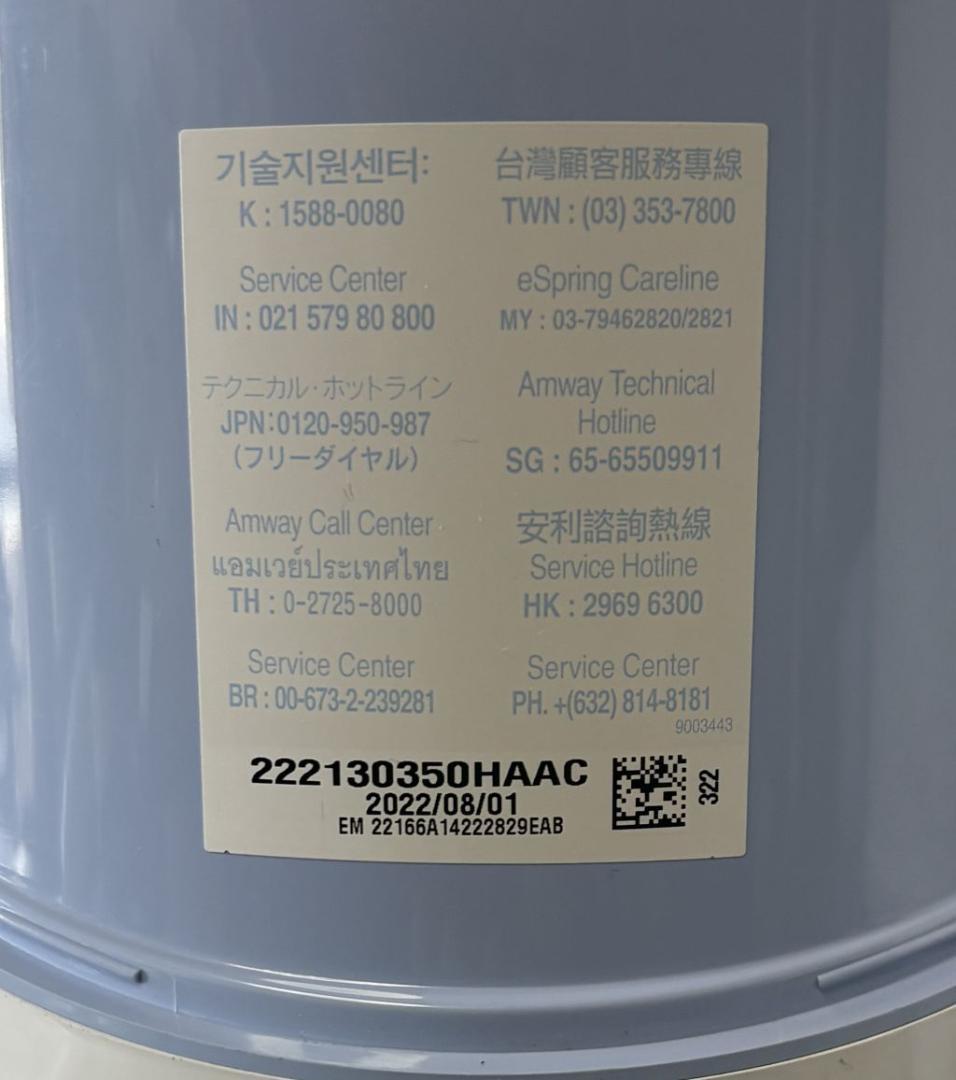 기술지원센터:
K : 1588-0080
台灣顧客服務專線
TWN : (03) 353-7800
Service Center
IN : 021 579 80 800
eSpring Careline
MY : 03-79462820/2821
テクニカル・ホットライン
JPN:0120-950-987
(フリーダイヤル)
Amway Technical
Hotline
SG : 65-65509911
Amway Call Center
แอมเวย์ประเทศไทย
TH : 0-2725-8000
安利諮詢熱線
Service Hotline
HK : 2969 6300
Service Center
BR : 00-673-2-239281
Service Center
PH. +(632) 814-8181
9003443
222130350HAAC
2022/08/01
EM 22166A14222829EAB
322